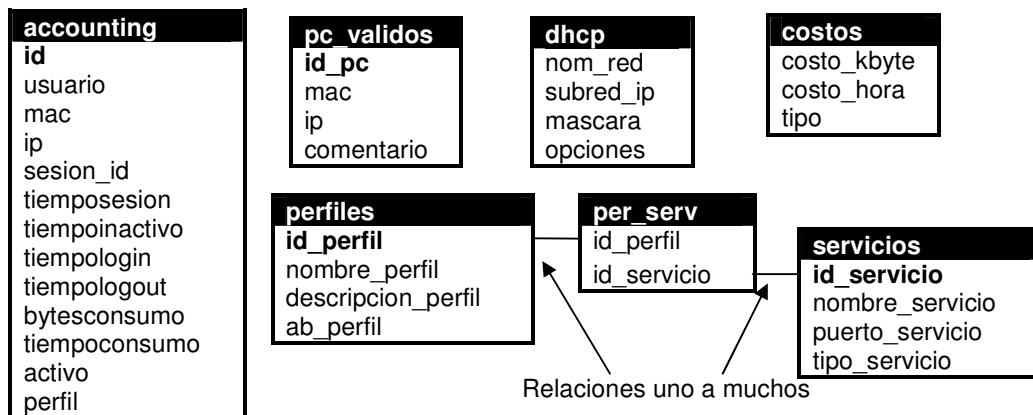 accounting
id
usuario
mac
ip
sesion_id
tiemposesion
tiempoinactivo
tiempologin
tiempologout
bytesconsumo
tiempoconsumo
activo
perfil
pc_validos
id_pc
mac
ip
comentario
dhcp
nom_red
subred_ip
mascara
opciones
costos
costo_kbyte
costo_hora
tipo
perfiles
id_perfil
nombre_perfil
descripcion_perfil
ab_perfil
per_serv
id_perfil
id_servicio
servicios
id_servicio
nombre_servicio
puerto_servicio
tipo_servicio
Relaciones uno a muchos